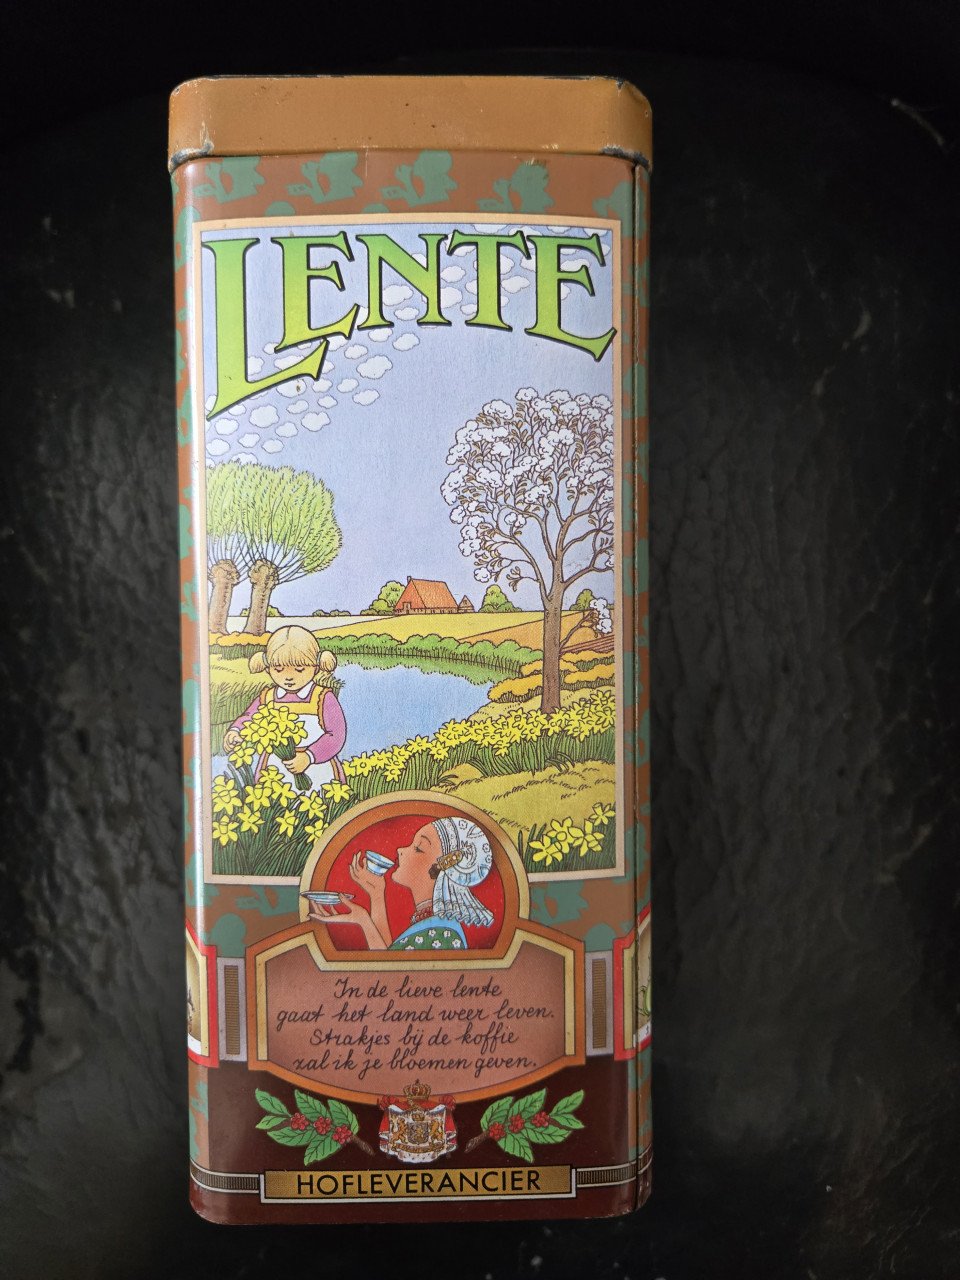 LENTE
In de lieve lente
gaat het land weer leven.
Strakjes bij de koffie
zal ik je bloemen geven.
HOFLEVERANCIER